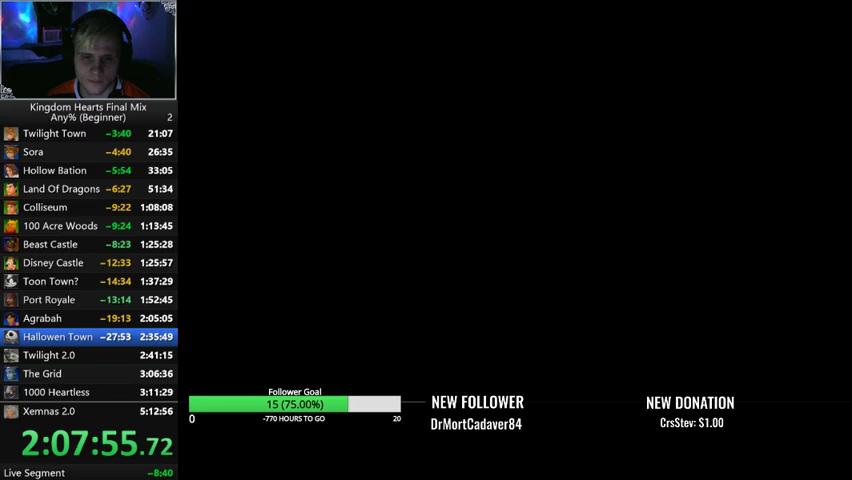 Kingdom Hearts Final Mix
Any% (Beginner) 2
Twilight Town −3:40 21:07
Sora −4:40 26:35
Hollow Bation −5:54 33:05
Land Of Dragons −6:27 51:34
Colliseum −9:22 1:08:08
100 Acre Woods −9:24 1:13:45
Beast Castle −8:23 1:25:28
Disney Castle −12:33 1:25:57
Toon Town? −14:34 1:37:29
Port Royale −13:14 1:52:45
Agrabah −19:13 2:05:05
Hallowen Town −27:53 2:35:49
Twilight 2.0 2:41:15
The Grid 3:06:36
1000 Heartless 3:11:29
Xemnas 2.0 5:12:56
2:07:55.72
Live Segment −8:40
Follower Goal
15 (75.00%)
0 -770 HOURS TO GO 20
NEW FOLLOWER
DrMortCadaver84
NEW DONATION
CrsStev: $1.00